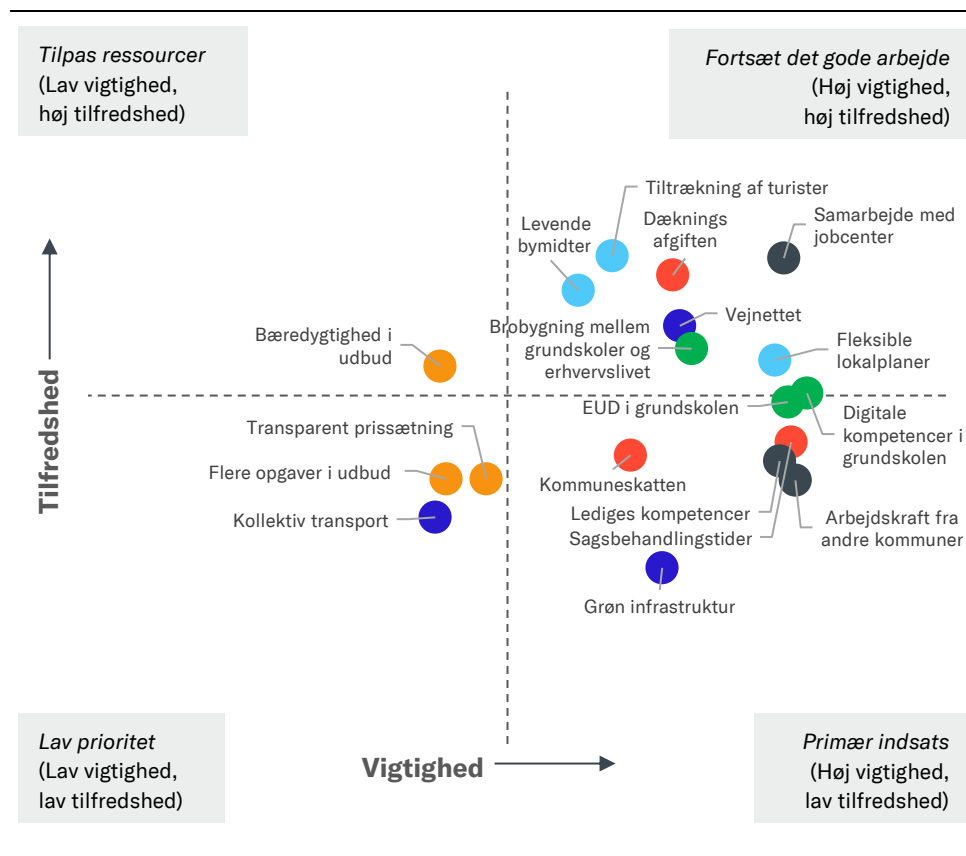 Tilpas ressourcer
(Lav vigtighed,
høj tilfredshed)
Fortsæt det gode arbejde
(Høj vigtighed,
høj tilfredshed)
Tiltrækning af turister
Levende
bymidter
Dæknings
afgiften
Samarbejde med
jobcenter
Bæredygtighed i
udbud
Brobygning mellem
grundskoler og
erhvervslivet
Vejnettet
Fleksible
lokalplaner
Tilfredshed
EUD i grundskolen
Digitale
kompetencer i
grundskolen
Transparent prissætning
Flere opgaver i udbud
Kollektiv transport
Kommuneskatten
Lediges kompetencer
Sagsbehandlingstider
Arbejdskraft fra
andre kommuner
Grøn infrastruktur
Lav prioritet
(Lav vigtighed,
lav tilfredshed)
Vigtighed
Primær indsats
(Høj vigtighed,
lav tilfredshed)